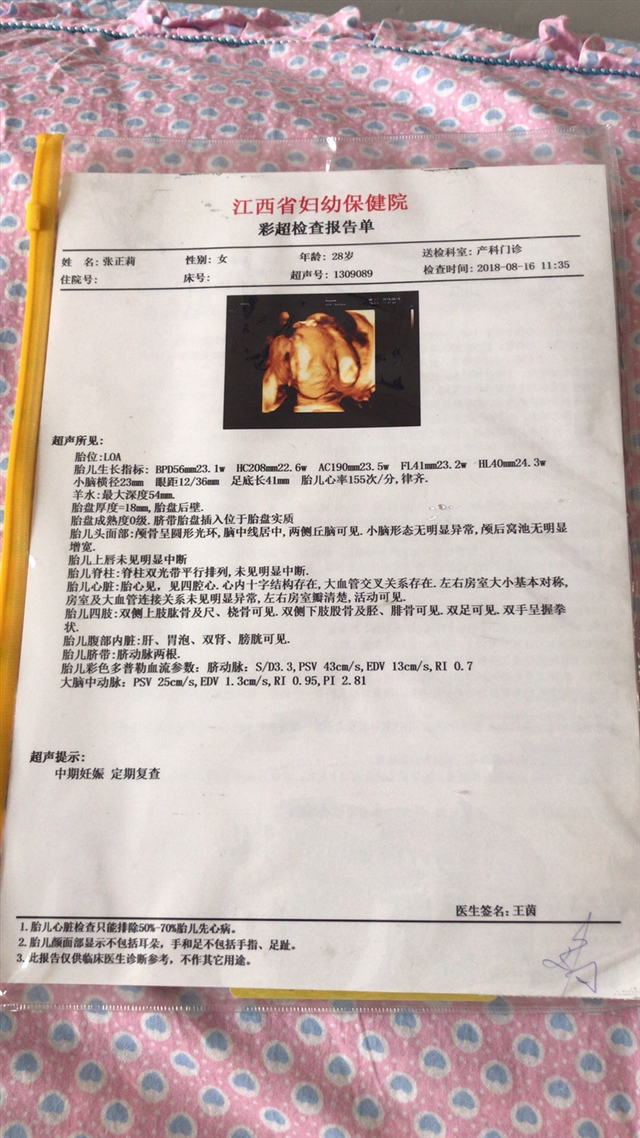 江西省妇幼保健院
彩超检查报告单
姓 名:张正莉 性别:女 年龄:28岁 送检科室:产科门诊
住院号: 床号: 超声号:1309089 检查时间:2018-08-16 11:35
超声所见:
胎位:LOA
胎儿生长指标: BPD56mm23.1w HC208mm22.6w AC190mm23.5w FL41mm23.2w HL40mm24.3w
小脑横径23mm 眼距12/36mm 足底长41mm 胎儿心率155次/分,律齐.
羊水:最大深度54mm.
胎盘厚度=18mm,胎盘后壁.
胎盘成熟度0级. 脐带胎盘插入位于胎盘实质
胎儿头面部:颅骨呈圆形光环,脑中线居中,两侧丘脑可见.小脑形态无明显异常,颅后窝池无明显
增宽.
胎儿上唇未见明显中断
胎儿脊柱:脊柱双光带平行排列,未见明显中断.
胎儿心脏:胎心见,见四腔心.心内十字结构存在,大血管交叉关系存在.左右房室大小基本对称,
房室及大血管连接关系未见明显异常,左右房室瓣清楚,活动可见.
胎儿四肢:双侧上肢肱骨及尺、桡骨可见.双侧下肢股骨及胫、腓骨可见.双足可见.双手呈握拳
状.
胎儿腹部内脏:肝、胃泡、双肾、膀胱可见.
胎儿脐带:脐动脉两根.
胎儿彩色多普勒血流参数:脐动脉: S/D3.3,PSV 43cm/s,EDV 13cm/s,RI 0.7
大脑中动脉: PSV 25cm/s,EDV 1.3cm/s,RI 0.95,PI 2.81
超声提示:
中期妊娠 定期复查
医生签名:王茵
1.胎儿心脏检查只能排除50%-70%胎儿先心病。
2.胎儿颜面部显示不包括耳朵,手和足不包括手指、足趾。
3.此报告仅供临床医生诊断参考,不作其它用途。